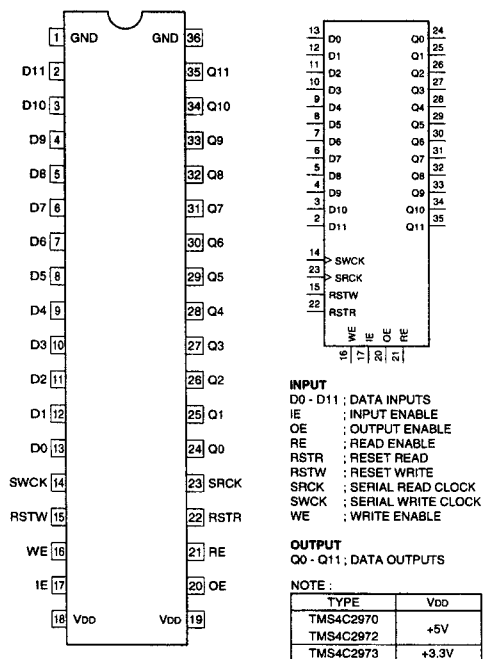 1 GND GND 36
D11 2 35 Q11
D10 3 34 Q10
D9 4 33 Q9
D8 5 32 Q8
D7 6 31 Q7
D6 7 30 Q6
D5 8 29 Q5
D4 9 28 Q4
D3 10 27 Q3
D2 11 26 Q2
D1 12 25 Q1
D0 13 24 Q0
SWCK 14 23 SRCK
RSTW 15 22 RSTR
WE 16 21 RE
IE 17 20 OE
18 VDD VDD 19
13 D0 Q0 24
12 D1 Q1 25
11 D2 Q2 26
10 D3 Q3 27
9 D4 Q4 28
8 D5 Q5 29
7 D6 Q6 30
6 D7 Q7 31
5 D8 Q8 32
4 D9 Q9 33
3 D10 Q10 34
2 D11 Q11 35
14 SWCK
23 SRCK
15 RSTW
22 RSTR
WE IE OE RE
16 17 20 21
INPUT
D0 - D11 ; DATA INPUTS
IE ; INPUT ENABLE
OE ; OUTPUT ENABLE
RE ; READ ENABLE
RSTR ; RESET READ
RSTW ; RESET WRITE
SRCK ; SERIAL READ CLOCK
SWCK ; SERIAL WRITE CLOCK
WE ; WRITE ENABLE
OUTPUT
Q0 - Q11 ; DATA OUTPUTS
NOTE :
TYPE VDD
TMS4C2970
TMS4C2972 +5V
TMS4C2973 +3.3V